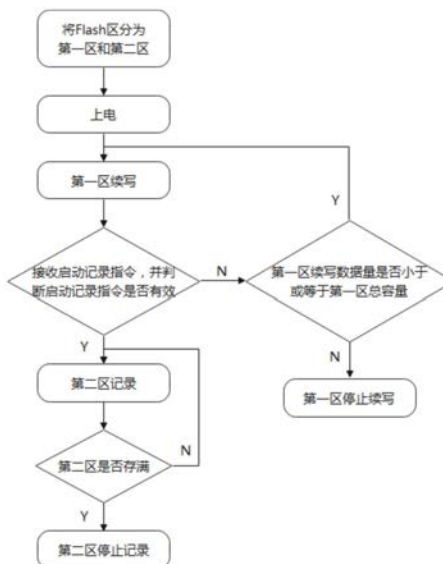 将Flash区分为
第一区和第二区
上电
第一区续写
Y
接收启动记录指令，并判
断启动记录指令是否有效
N
第一区续写数据量是否小于
或等于第一区总容量
Y
N
第二区记录
第一区停止续写
第二区是否存满
N
Y
第二区停止记录